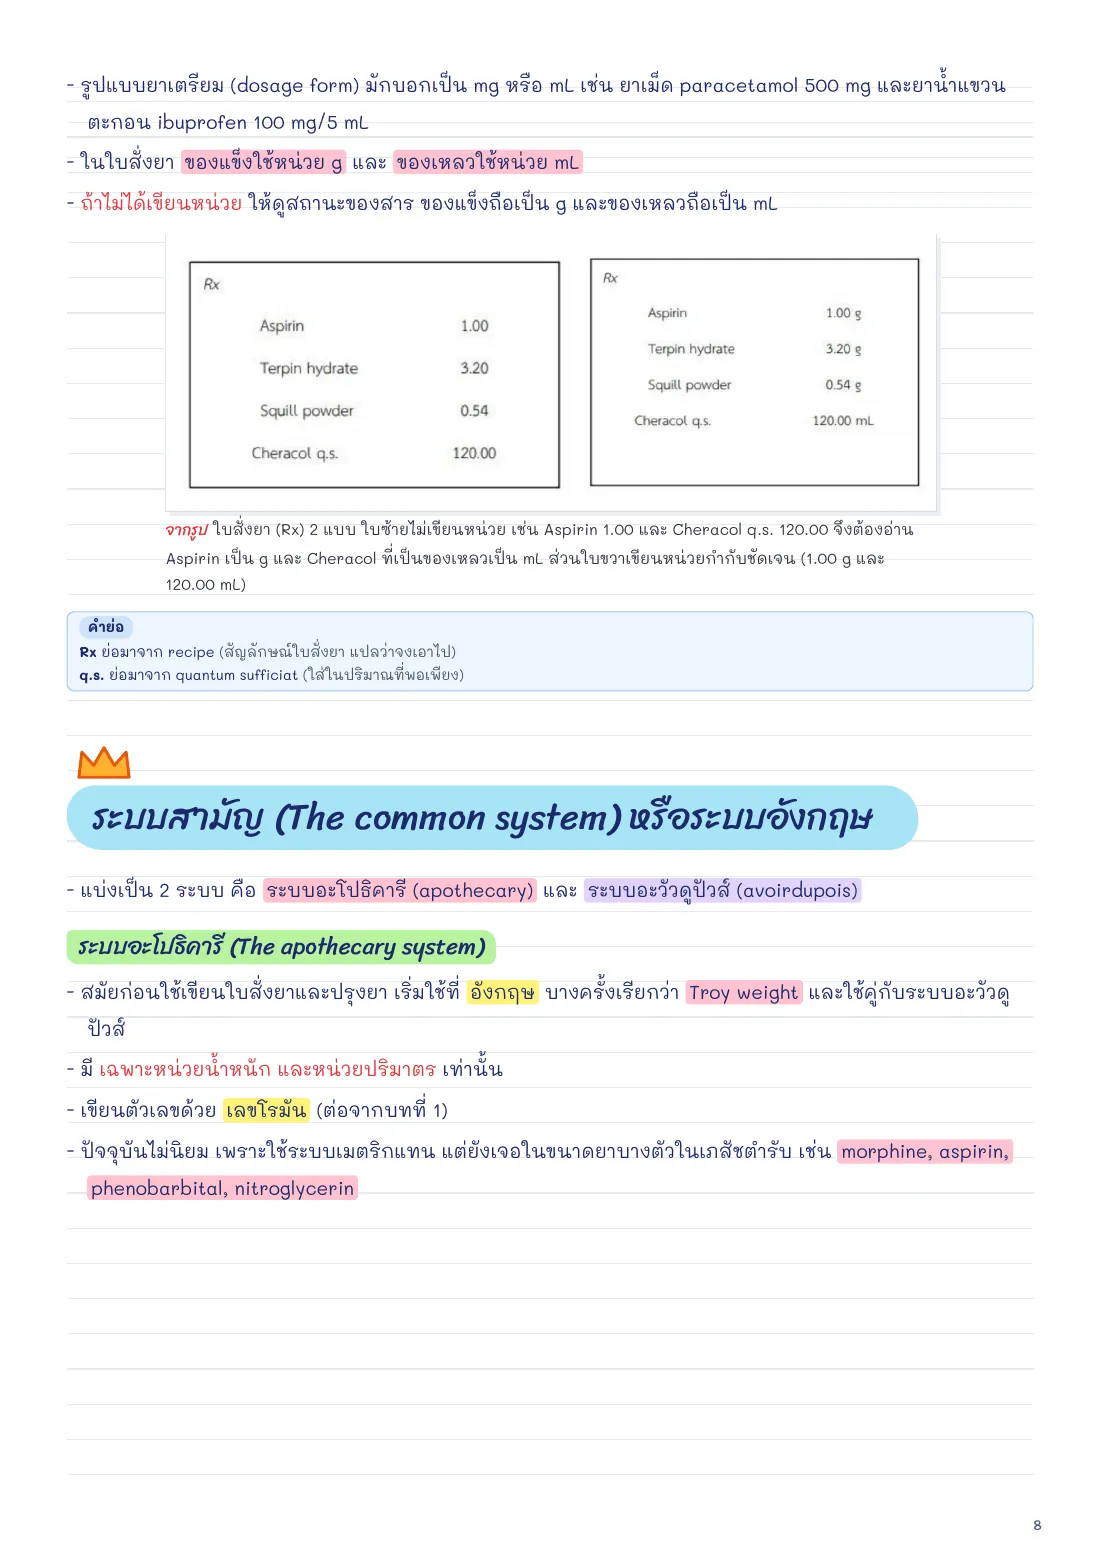 - รูปแบบยาเตรียม (dosage form) มักบอกเป็น mg หรือ mL เช่น ยาเม็ด paracetamol 500 mg และยาน้ำแขวน
ตะกอน ibuprofen 100 mg/5 mL
- ในใบสั่งยา ของแข็งใช้หน่วย g และ ของเหลวใช้หน่วย mL
- ถ้าไม่ได้เขียนหน่วย ให้ดูสถานะของสาร ของแข็งถือเป็น g และของเหลวถือเป็น mL
Rx
Aspirin 1.00
Terpin hydrate 3.20
Squill powder 0.54
Cheracol q.s. 120.00
Rx
Aspirin 1.00 g
Terpin hydrate 3.20 g
Squill powder 0.54 g
Cheracol q.s. 120.00 mL
จากรูป ใบสั่งยา (Rx) 2 แบบ ใบซ้ายไม่เขียนหน่วย เช่น Aspirin 1.00 และ Cheracol q.s. 120.00 จึงต้องอ่าน
Aspirin เป็น g และ Cheracol ที่เป็นของเหลวเป็น mL ส่วนใบขวาเขียนหน่วยกำกับชัดเจน (1.00 g และ
120.00 mL)
คำย่อ
Rx ย่อมาจาก recipe (สัญลักษณ์ใบสั่งยา แปลว่าจงเอาไป)
q.s. ย่อมาจาก quantum sufficiat (ใส่ในปริมาณที่พอเพียง)
ระบบสามัญ (The common system) หรือระบบอังกฤษ
- แบ่งเป็น 2 ระบบ คือ ระบบอะโปธิคารี (apothecary) และ ระบบอะวัวดูปัวส์ (avoirdupois)
ระบบอะโปธิคารี (The apothecary system)
- สมัยก่อนใช้เขียนใบสั่งยาและปรุงยา เริ่มใช้ที่ อังกฤษ บางครั้งเรียกว่า Troy weight และใช้คู่กับระบบอะวัวดู
ปัวส์
- มี เฉพาะหน่วยน้ำหนัก และหน่วยปริมาตร เท่านั้น
- เขียนตัวเลขด้วย เลขโรมัน (ต่อจากบทที่ 1)
- ปัจจุบันไม่นิยม เพราะใช้ระบบเมตริกแทน แต่ยังเจอในขนาดยาบางตัวในเภสัชตำรับ เช่น morphine, aspirin,
phenobarbital, nitroglycerin
8